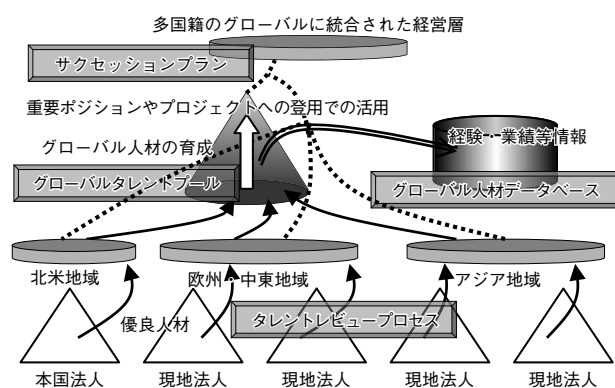 多国籍のグローバルに統合された経営層
サクセッションプラン
重要ポジションやプロジェクトへの登用での活用
グローバル人材の育成
経験・業績等情報
グローバルタレントプール
グローバル人材データベース
北米地域
欧州・中東地域
アジア地域
優良人材
タレントレビュープロセス
本国法人
現地法人
現地法人
現地法人
現地法人